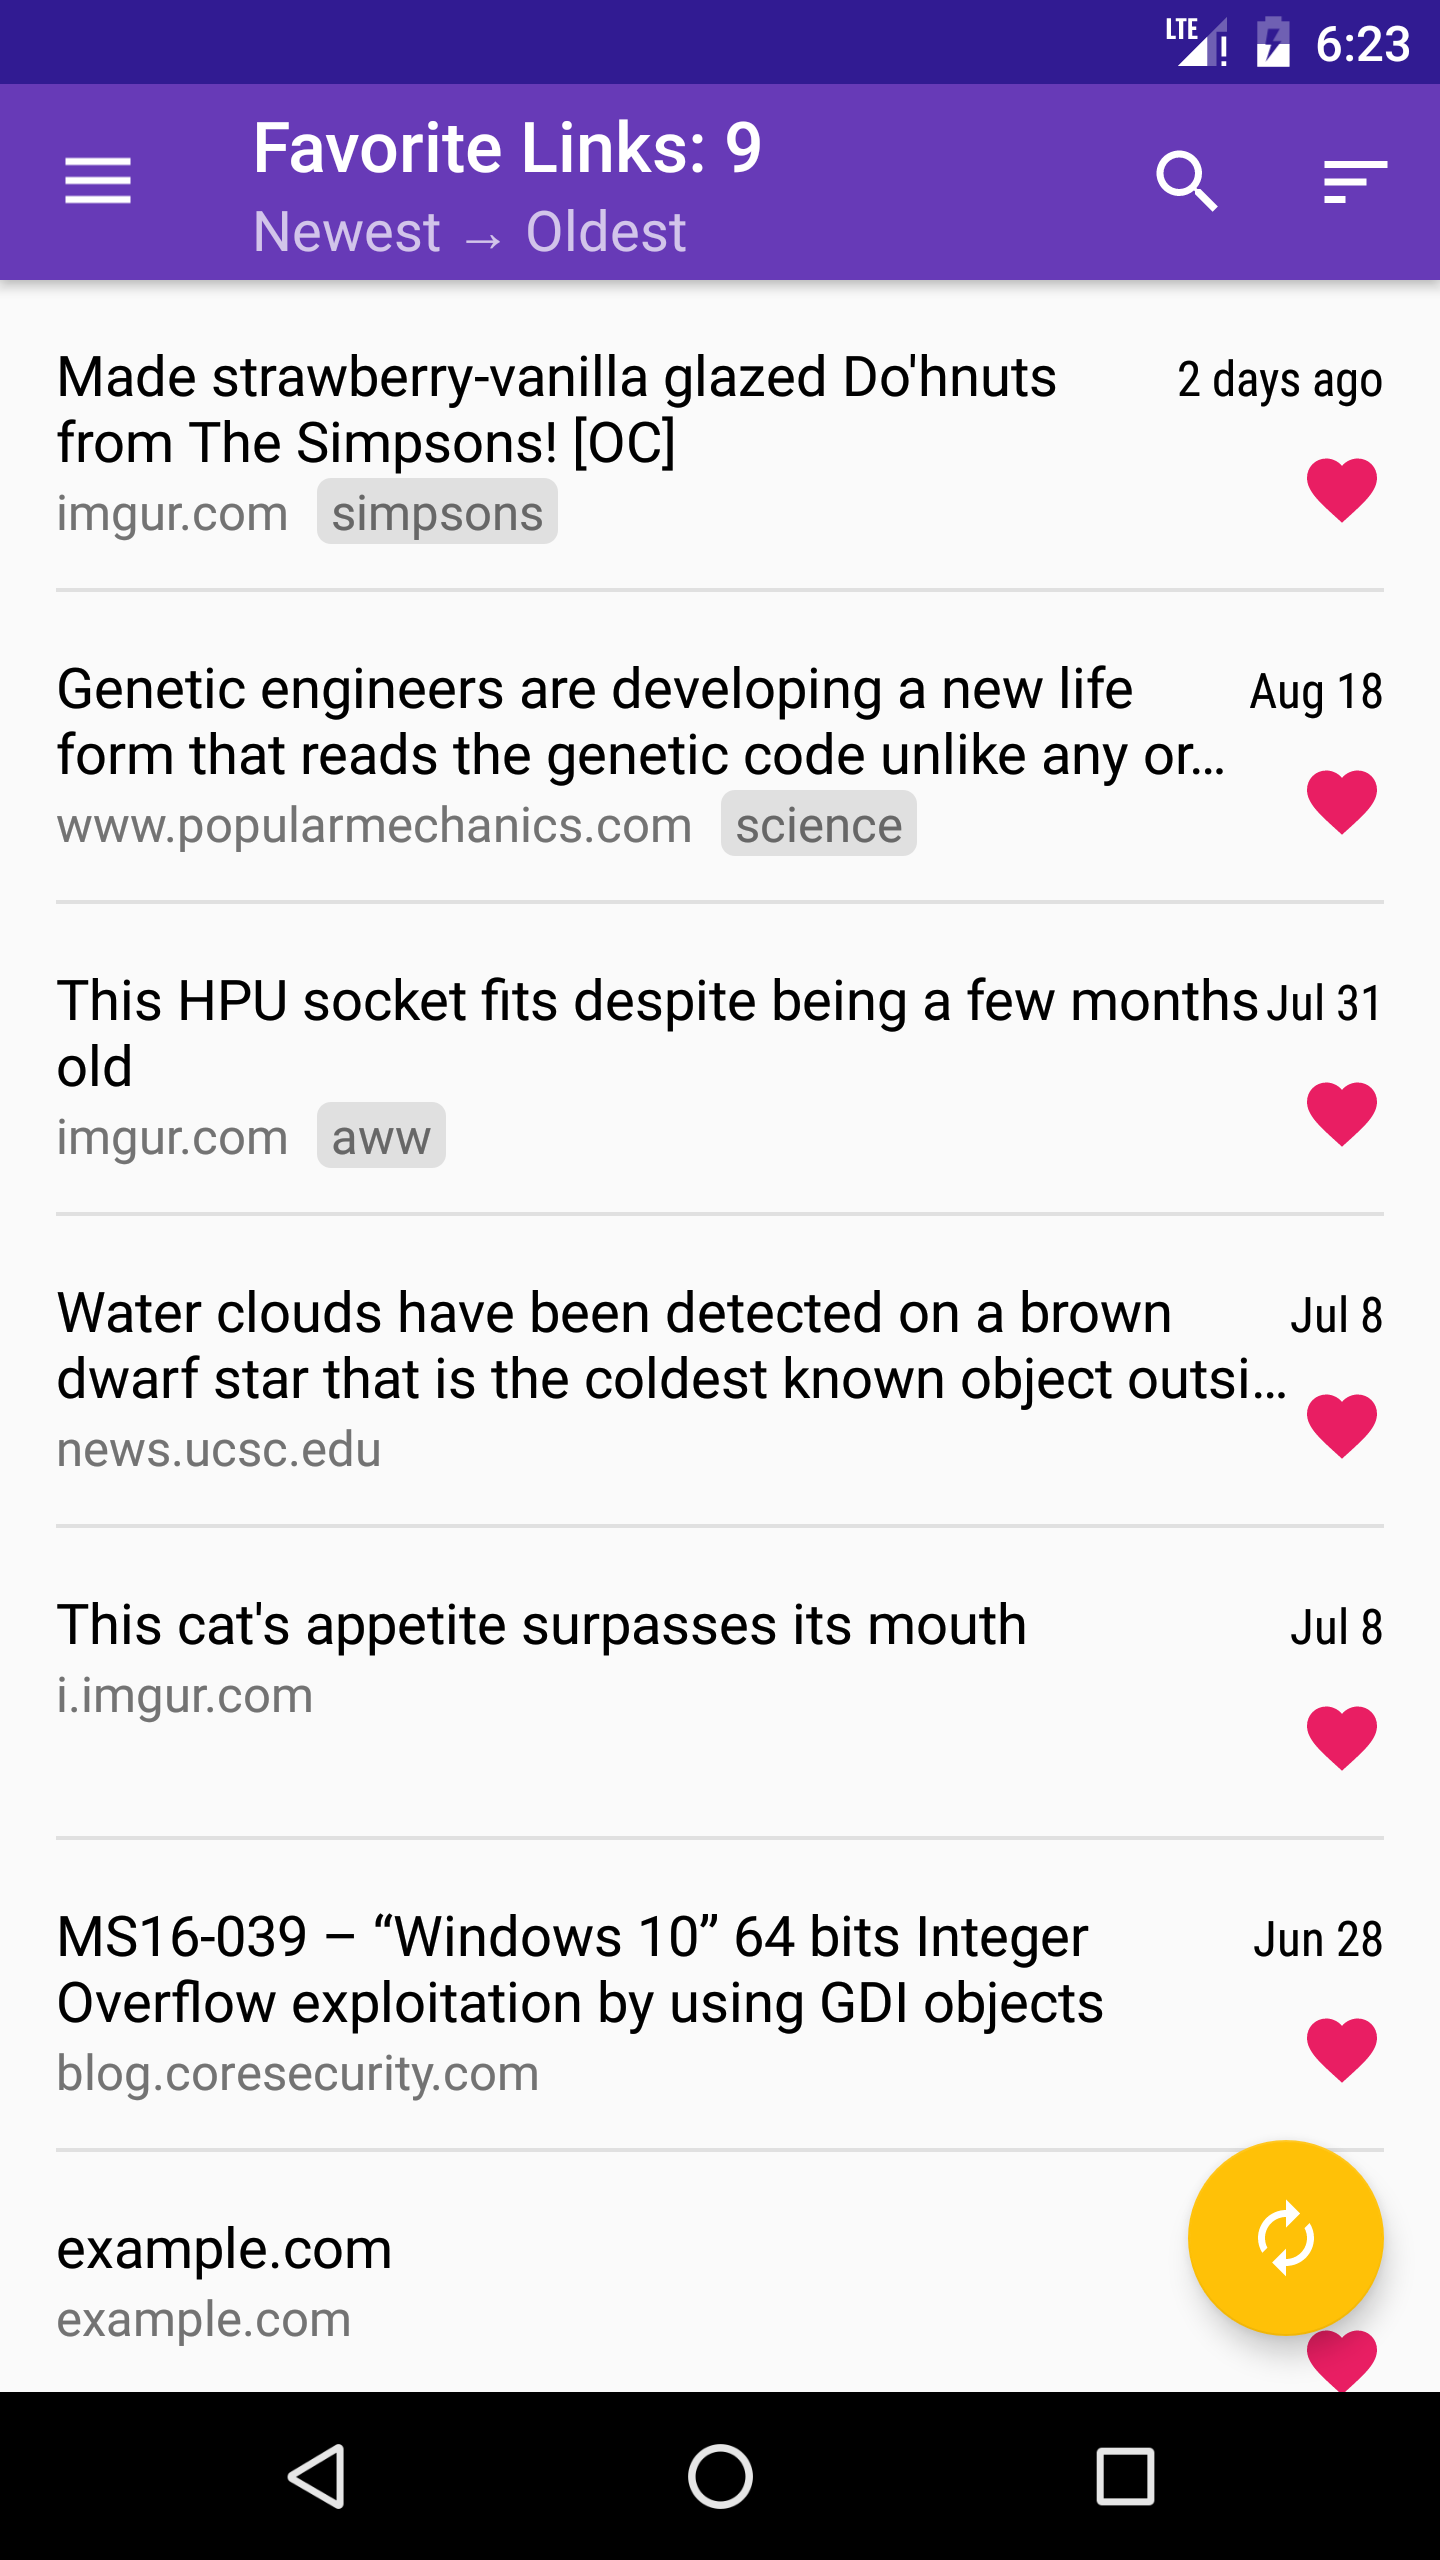 LTE 6:23
Favorite Links: 9
Newest → Oldest
Made strawberry-vanilla glazed Do'hnuts 2 days ago
from The Simpsons! [OC]
imgur.com simpsons
Genetic engineers are developing a new life Aug 18
form that reads the genetic code unlike any or...
www.popularmechanics.com science
This HPU socket fits despite being a few months Jul 31
old
imgur.com aww
Water clouds have been detected on a brown Jul 8
dwarf star that is the coldest known object outsi...
news.ucsc.edu
This cat's appetite surpasses its mouth Jul 8
i.imgur.com
MS16-039 – “Windows 10” 64 bits Integer Jun 28
Overflow exploitation by using GDI objects
blog.coresecurity.com
example.com
example.com